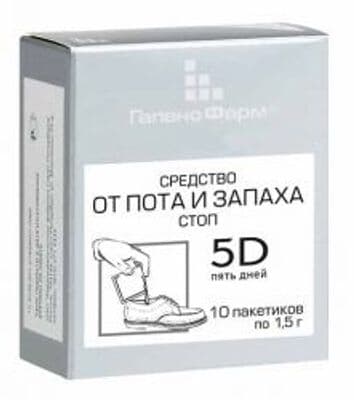 ГаленоФарм
СРЕДСТВО
ОТ ПОТА И ЗАПАХА
СТОП
5D
пять дней
10 пакетиков
по 1,5 г